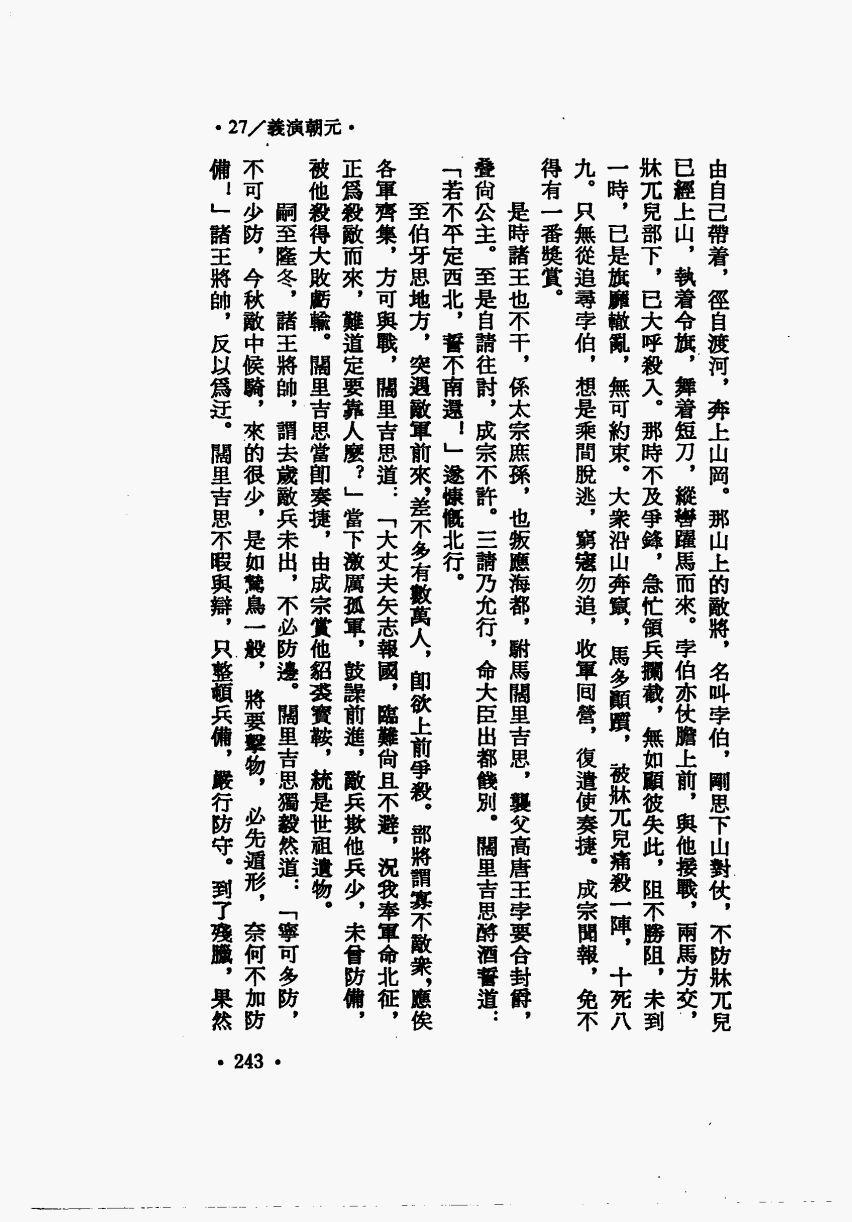 •27／義演朝元•
由自己帶着，徑自渡河，奔上山岡。那山上的敵將，名叫孛伯，剛思下山對仗，不防牀兀兒
已經上山，執着令旗，舞着短刀，縱轡躍馬而來。孛伯亦仗膽上前，與他接戰，兩馬方交，
牀兀兒部下，已大呼殺入。那時不及爭鋒，急忙領兵攔截，無如顧彼失此，阻不勝阻，未到
一時，已是旗靡轍亂，無可約束。大衆沿山奔竄，馬多顚躓，被牀兀兒痛殺一陣，十死八
九。只無從追尋孛伯，想是乘間脫逃，窮寇勿追，收軍囘營，復遣使奏捷。成宗聞報，免不
得有一番獎賞。
是時諸王也不干，係太宗庶孫，也叛應海都，駙馬闊里吉思，襲父高唐王孛要合封爵，
疊尙公主。至是自請往討，成宗不許。三請乃允行，命大臣出都餞別。闊里吉思酹酒誓道：
「若不平定西北，誓不南還！」遂慷慨北行。
至伯牙思地方，突遇敵軍前來，差不多有數萬人，卽欲上前爭殺。部將謂寡不敵衆，應俟
各軍齊集，方可與戰，闊里吉思道：「大丈夫矢志報國，臨難尙且不避，況我奉軍命北征，
正爲殺敵而來，難道定要靠人麼？」當下激厲孤軍，鼓譟前進，敵兵欺他兵少，未曾防備，
被他殺得大敗虧輸。闊里吉思當卽奏捷，由成宗賞他貂裘寶鞍，統是世祖遺物。
嗣至隆冬，諸王將帥，謂去歲敵兵未出，不必防邊。闊里吉思獨毅然道：「寧可多防，
不可少防，今秋敵中候騎，來的很少，是如鷙鳥一般，將要擊物，必先遁形，奈何不加防
備！」諸王將帥，反以爲迂。闊里吉思不暇與辯，只整頓兵備，嚴行防守。到了殘臘，果然
•243•